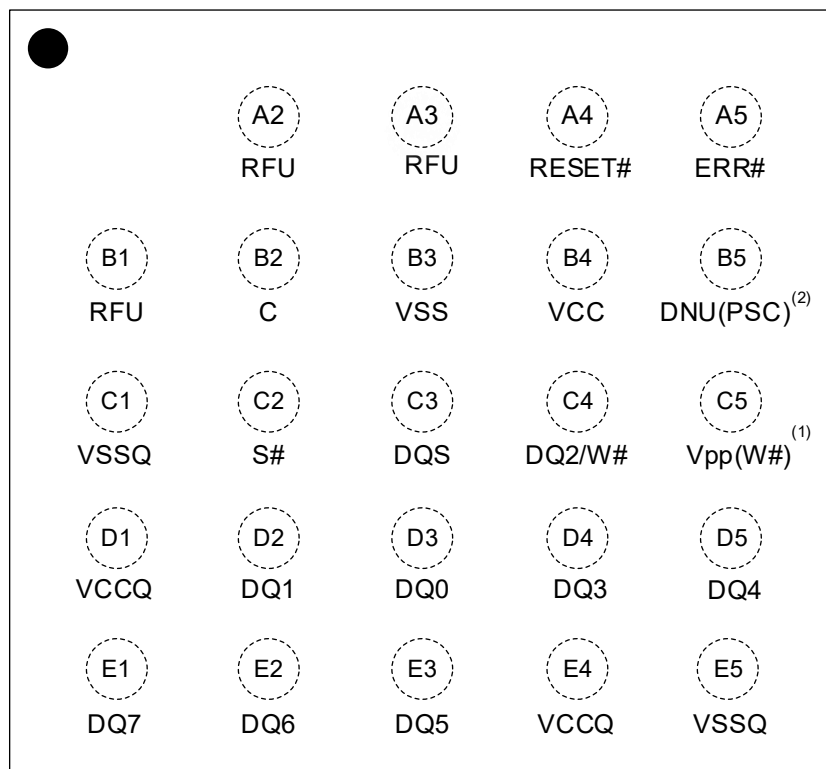 A2 A3 A4 A5
RFU RFU RESET# ERR#
B1 B2 B3 B4 B5
RFU C VSS VCC DNU(PSC)(2)
C1 C2 C3 C4 C5
VSSQ S# DQS DQ2/W# Vpp(W#)(1)
D1 D2 D3 D4 D5
VCCQ DQ1 DQ0 DQ3 DQ4
E1 E2 E3 E4 E5
DQ7 DQ6 DQ5 VCCQ VSSQ